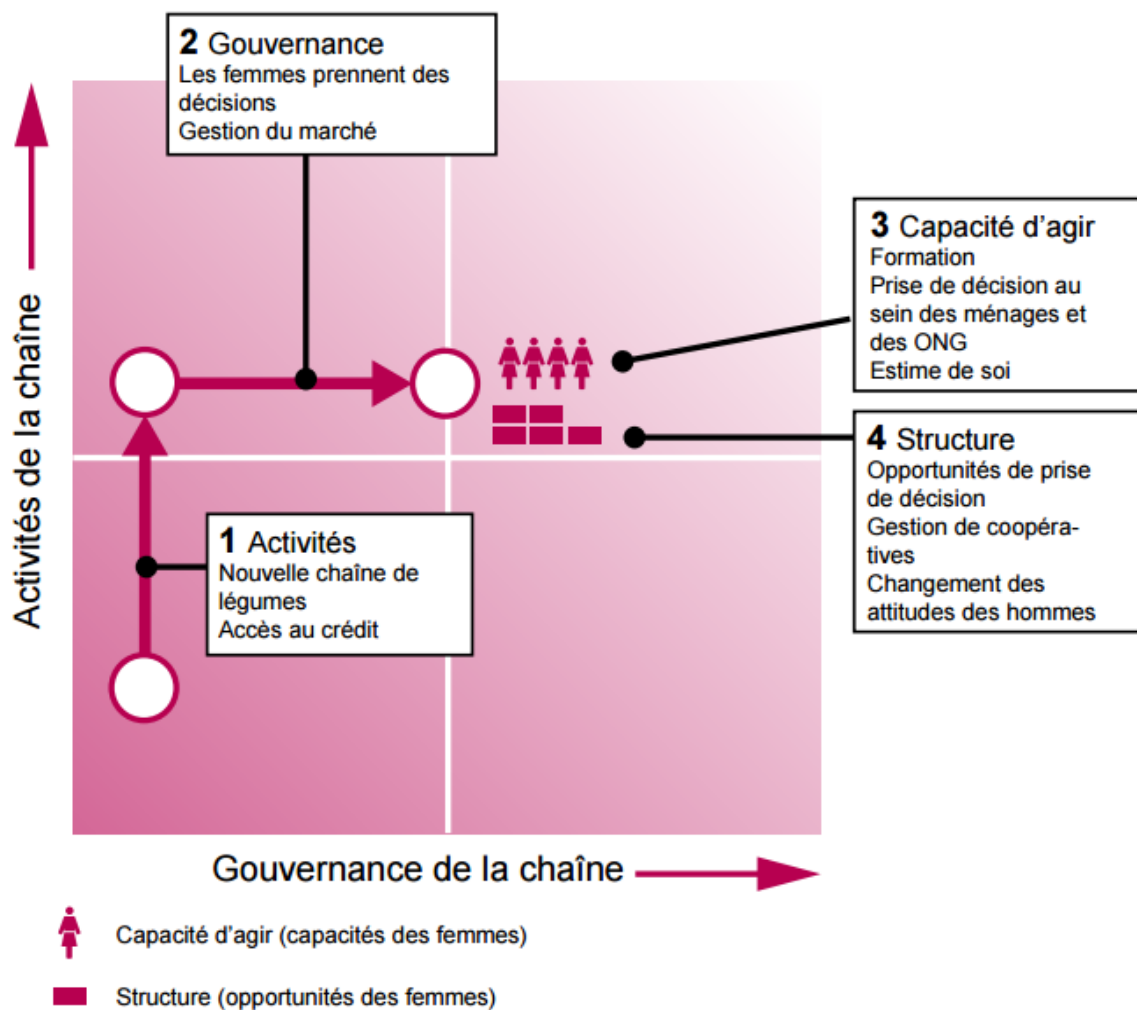 2 Gouvernance
Les femmes prennent des
décisions
Gestion du marché
Activités de la chaîne
3 Capacité d'agir
Formation
Prise de décision au
sein des ménages et
des ONG
Estime de soi
4 Structure
Opportunités de prise
de décision
Gestion de coopéra-
tives
Changement des
attitudes des hommes
1 Activités
Nouvelle chaîne de
légumes
Accès au crédit
Gouvernance de la chaîne
Capacité d'agir (capacités des femmes)
Structure (opportunités des femmes)